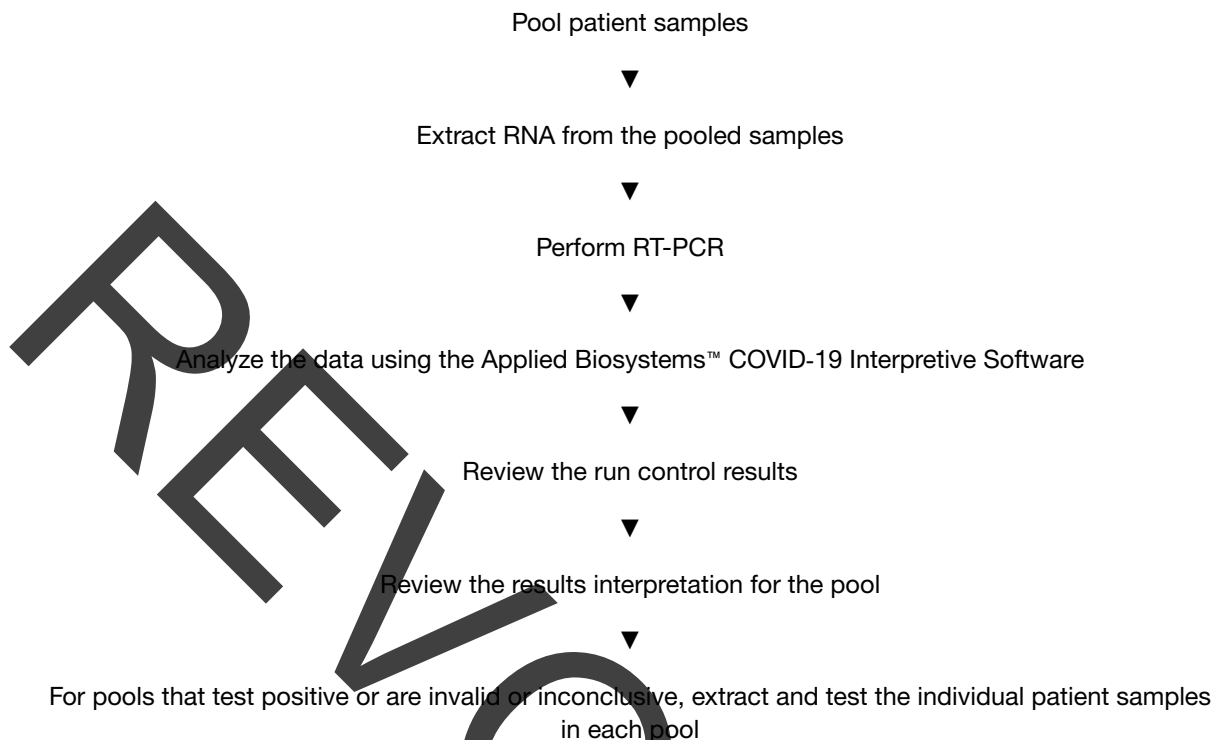 Pool patient samples
▼
Extract RNA from the pooled samples
▼
Perform RT-PCR
▼
Analyze the data using the Applied Biosystems™ COVID-19 Interpretive Software
▼
Review the run control results
▼
Review the results interpretation for the pool
▼
For pools that test positive or are invalid or inconclusive, extract and test the individual patient samples
in each pool
REVO